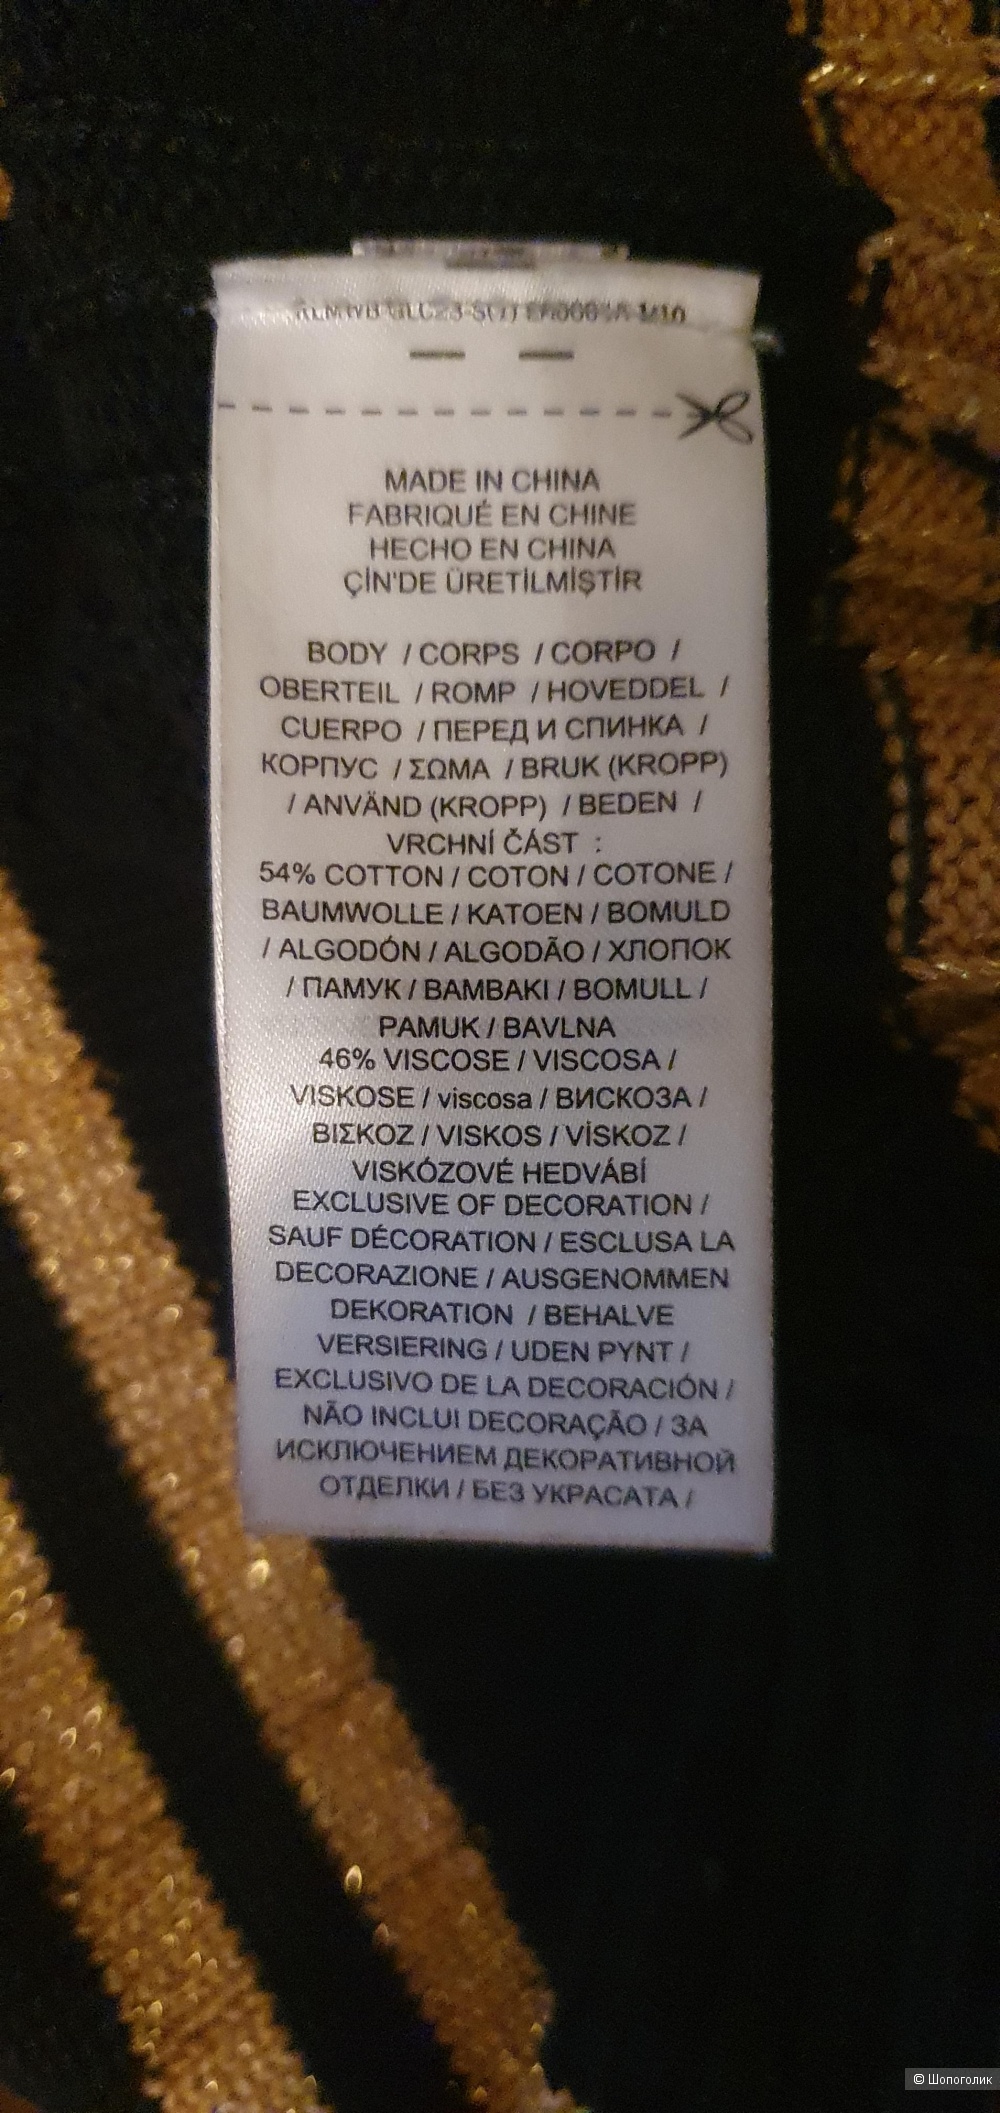 MADE IN CHINA
FABRIQUÉ EN CHINE
HECHO EN CHINA
ÇİN'DE ÜRETİLMİŞTİR
BODY / CORPS / CORPO /
OBERTEIL / ROMP / HOVEDDEL /
CUERPO / ПЕРЕД И СПИНКА /
КОРПУС / ΣΩΜΑ / BRUK (KROPP)
/ ANVÄND (KROPP) / BEDEN /
VRCHNÍ ČÁST :
54% COTTON / COTON / COTONE /
BAUMWOLLE / KATOEN / BOMULD
/ ALGODÓN / ALGODÃO / ХЛОПОК
/ ПАМУК / BAMBAKI / BOMULL /
PAMUK / BAVLNA
46% VISCOSE / VISCOSA /
VISKOSE / viscosa / ВИСКОЗА /
ΒΙΣΚΟΖ / VISKOS / VİSKOZ /
VISKÓZOVÉ HEDVÁBÍ
EXCLUSIVE OF DECORATION /
SAUF DÉCORATION / ESCLUSA LA
DECORAZIONE / AUSGENOMMEN
DEKORATION / BEHALVE
VERSIERING / UDEN PYNT /
EXCLUSIVO DE LA DECORACIÓN /
NÃO INCLUI DECORAÇÃO / ЗА
ИСКЛЮЧЕНИЕМ ДЕКОРАТИВНОЙ
ОТДЕЛКИ / БЕЗ УКРАСАТА /
© Шопоголик